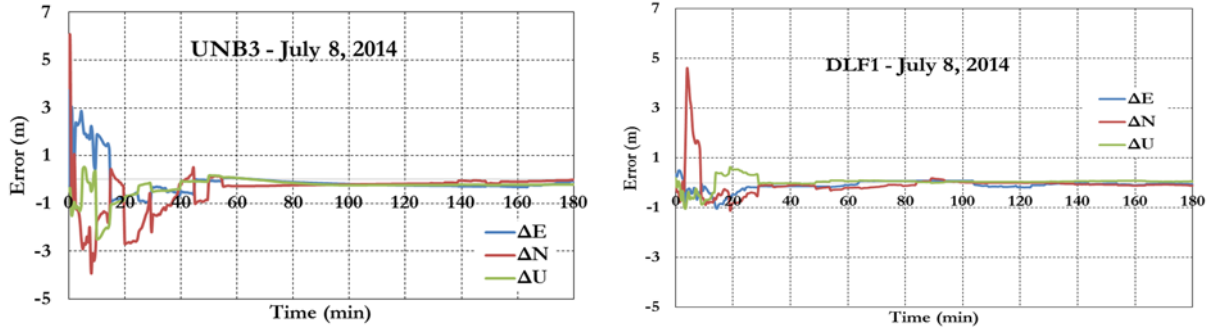 UNB3 - July 8, 2014
7
5
3
1
-1
-3
-5
Error (m)
0 20 40 60 80 100 120 140 160 180
Time (min)
ΔE
ΔN
ΔU
DLF1 - July 8, 2014
7
5
3
1
-1
-3
-5
Error (m)
0 20 40 60 80 100 120 140 160 180
Time (min)
ΔE
ΔN
ΔU